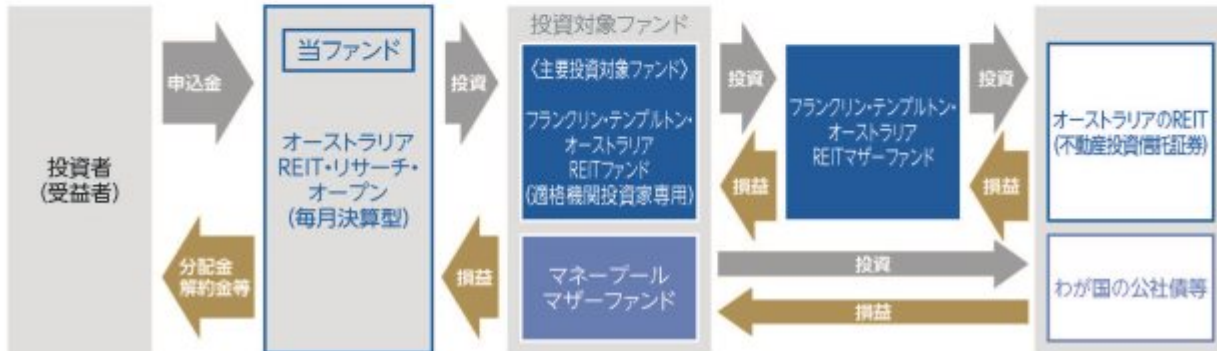 投資者
(受益者)
申込金
分配金
解約金等
当ファンド
オーストラリア
REIT・リサーチ・
オープン
(毎月決算型)
投資
損益
投資対象ファンド
〈主要投資対象ファンド〉
フランクリン・テンプルトン・
オーストラリア
REITファンド
(適格機関投資家専用)
マネープール
マザーファンド
投資
損益
フランクリン・テンプルトン・
オーストラリア
REITマザーファンド
投資
損益
投資
損益
オーストラリアのREIT
(不動産投資信託証券)
わが国の公社債等